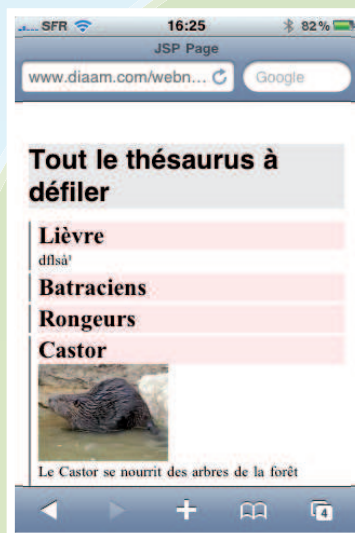 SFR 16:25 82%
JSP Page
www.diaam.com/webn... Google
Tout le thésaurus à
défiler
Lièvre
dflsà³
Batraciens
Rongeurs
Castor
Le Castor se nourrit des arbres de la forêt
4